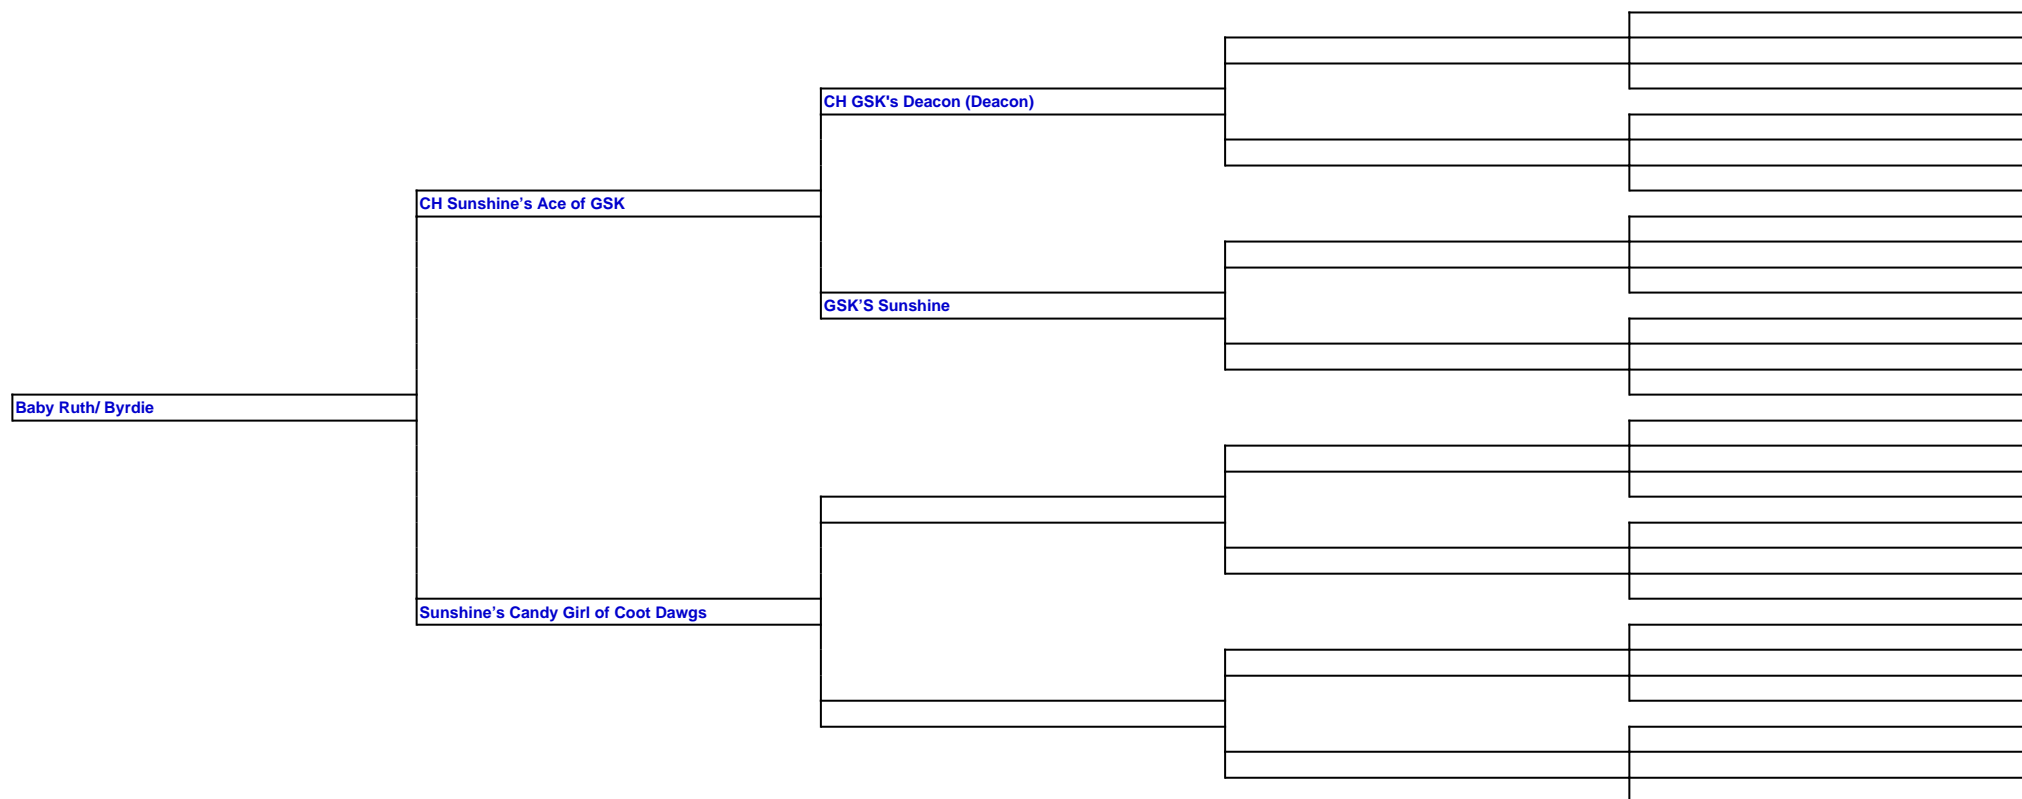 CH GSK's Deacon (Deacon)
CH Sunshine’s Ace of GSK
GSK’S Sunshine
Baby Ruth/ Byrdie
Sunshine’s Candy Girl of Coot Dawgs